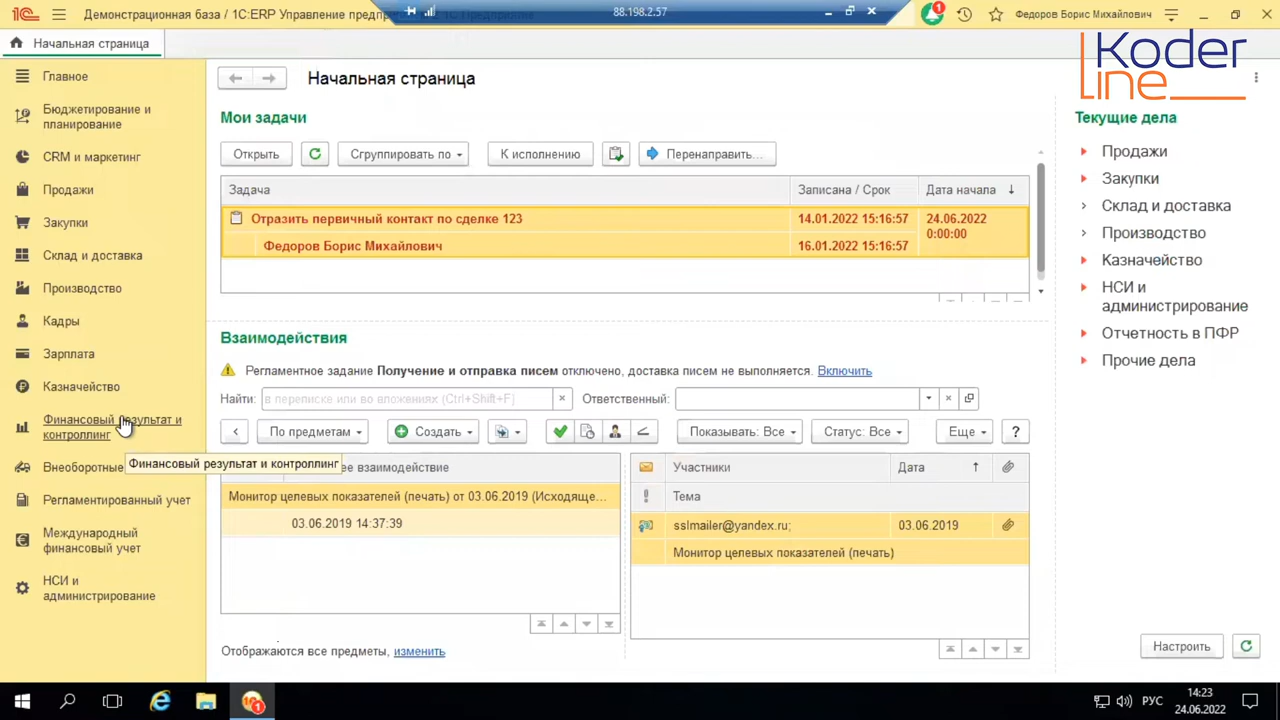 Демонстрационная база / 1С:ERP Управление предпр
1С:Предприятие
88.198.2.57
1
Федоров Борис Михайлович
Начальная страница
Koder
line
Главное
Бюджетирование и
планирование
CRM и маркетинг
Продажи
Закупки
Склад и доставка
Производство
Кадры
Зарплата
Казначейство
Финансовый результат и
контроллинг
Внеоборотные
Финансовый результат и контроллинг
Регламентированный учет
Международный
финансовый учет
НСИ и
администрирование
Начальная страница
Мои задачи
Открыть
Сгруппировать по
К исполнению
Перенаправить...
Задача
Записана / Срок
Дата начала ↓
Отразить первичный контакт по сделке 123
14.01.2022 15:16:57
24.06.2022
0:00:00
Федоров Борис Михайлович
16.01.2022 15:16:57
Взаимодействия
Регламентное задание Получение и отправка писем отключено, доставка писем не выполняется. Включить
Найти:
в переписке или во вложениях (Ctrl+Shift+F)
Ответственный:
По предметам
Создать
Показывать: Все
Статус: Все
Еще
?
ее взаимодействие
Участники
Дата ↑
Тема
Монитор целевых показателей (печать) от 03.06.2019 (Исходяще...
03.06.2019 14:37:39
sslmailer@yandex.ru;
03.06.2019
Монитор целевых показателей (печать)
Отображаются все предметы, изменить
Текущие дела
Продажи
Закупки
Склад и доставка
Производство
Казначейство
НСИ и
администрирование
Отчетность в ПФР
Прочие дела
Настроить
1
РУС
14:23
24.06.2022